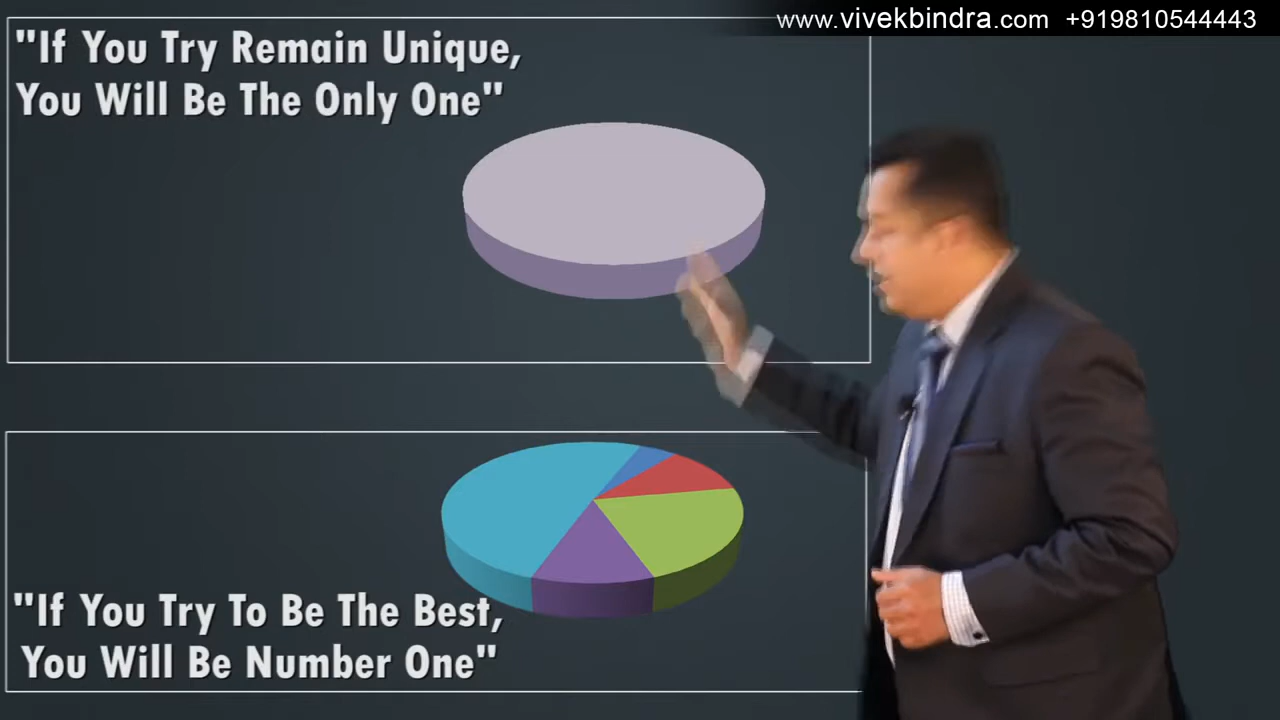 www.vivekbindra.com +919810544443
"If You Try Remain Unique,
You Will Be The Only One"
"If You Try To Be The Best,
You Will Be Number One"